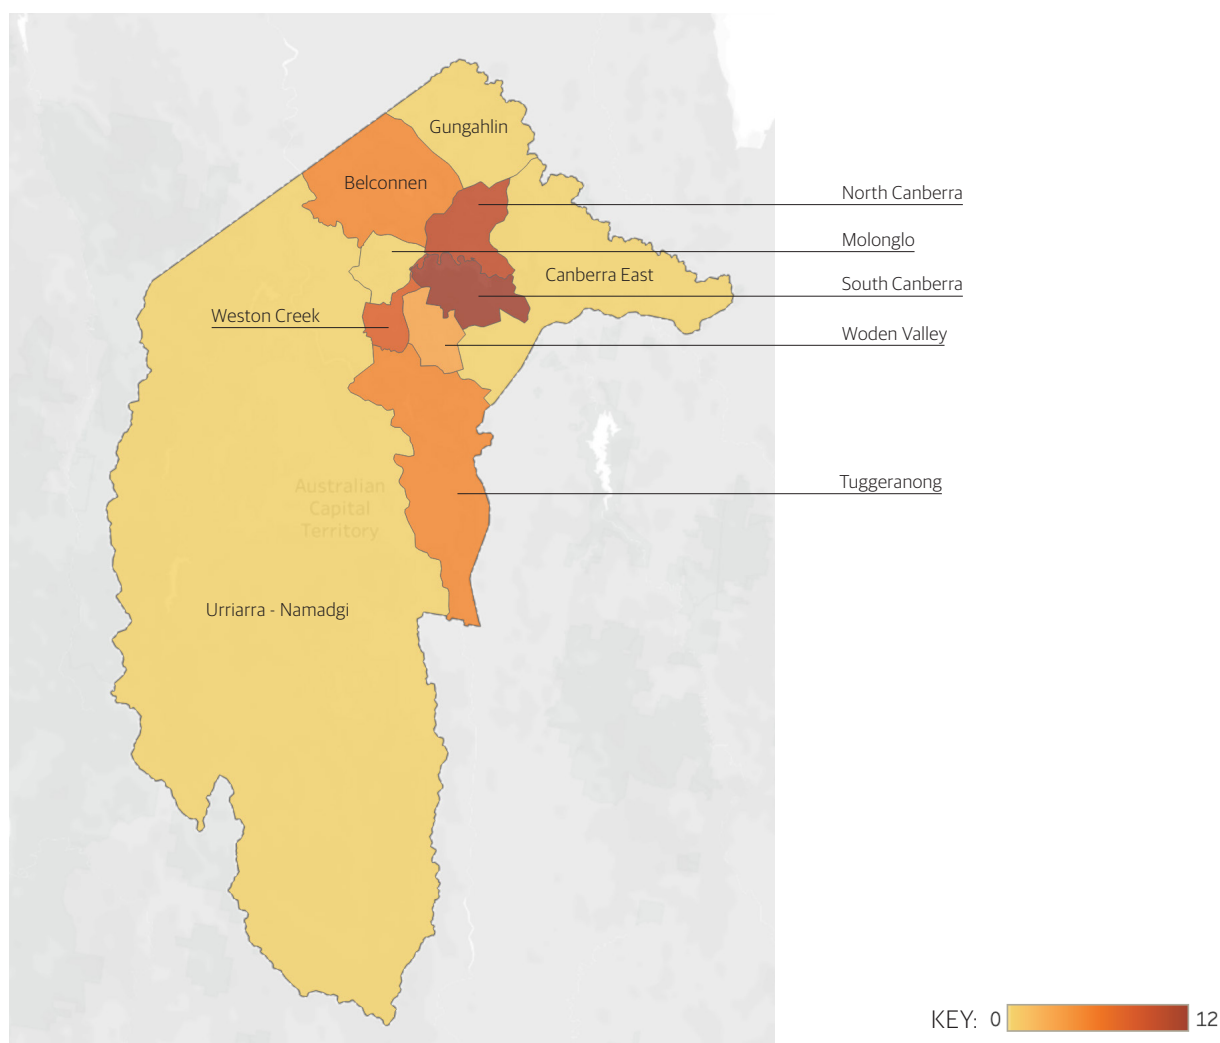 Gungahlin
Belconnen
North Canberra
Molonglo
Canberra East
South Canberra
Weston Creek
Woden Valley
Tuggeranong
Australian
Capital
Territory
Urriarra - Namadgi
KEY: 0 12